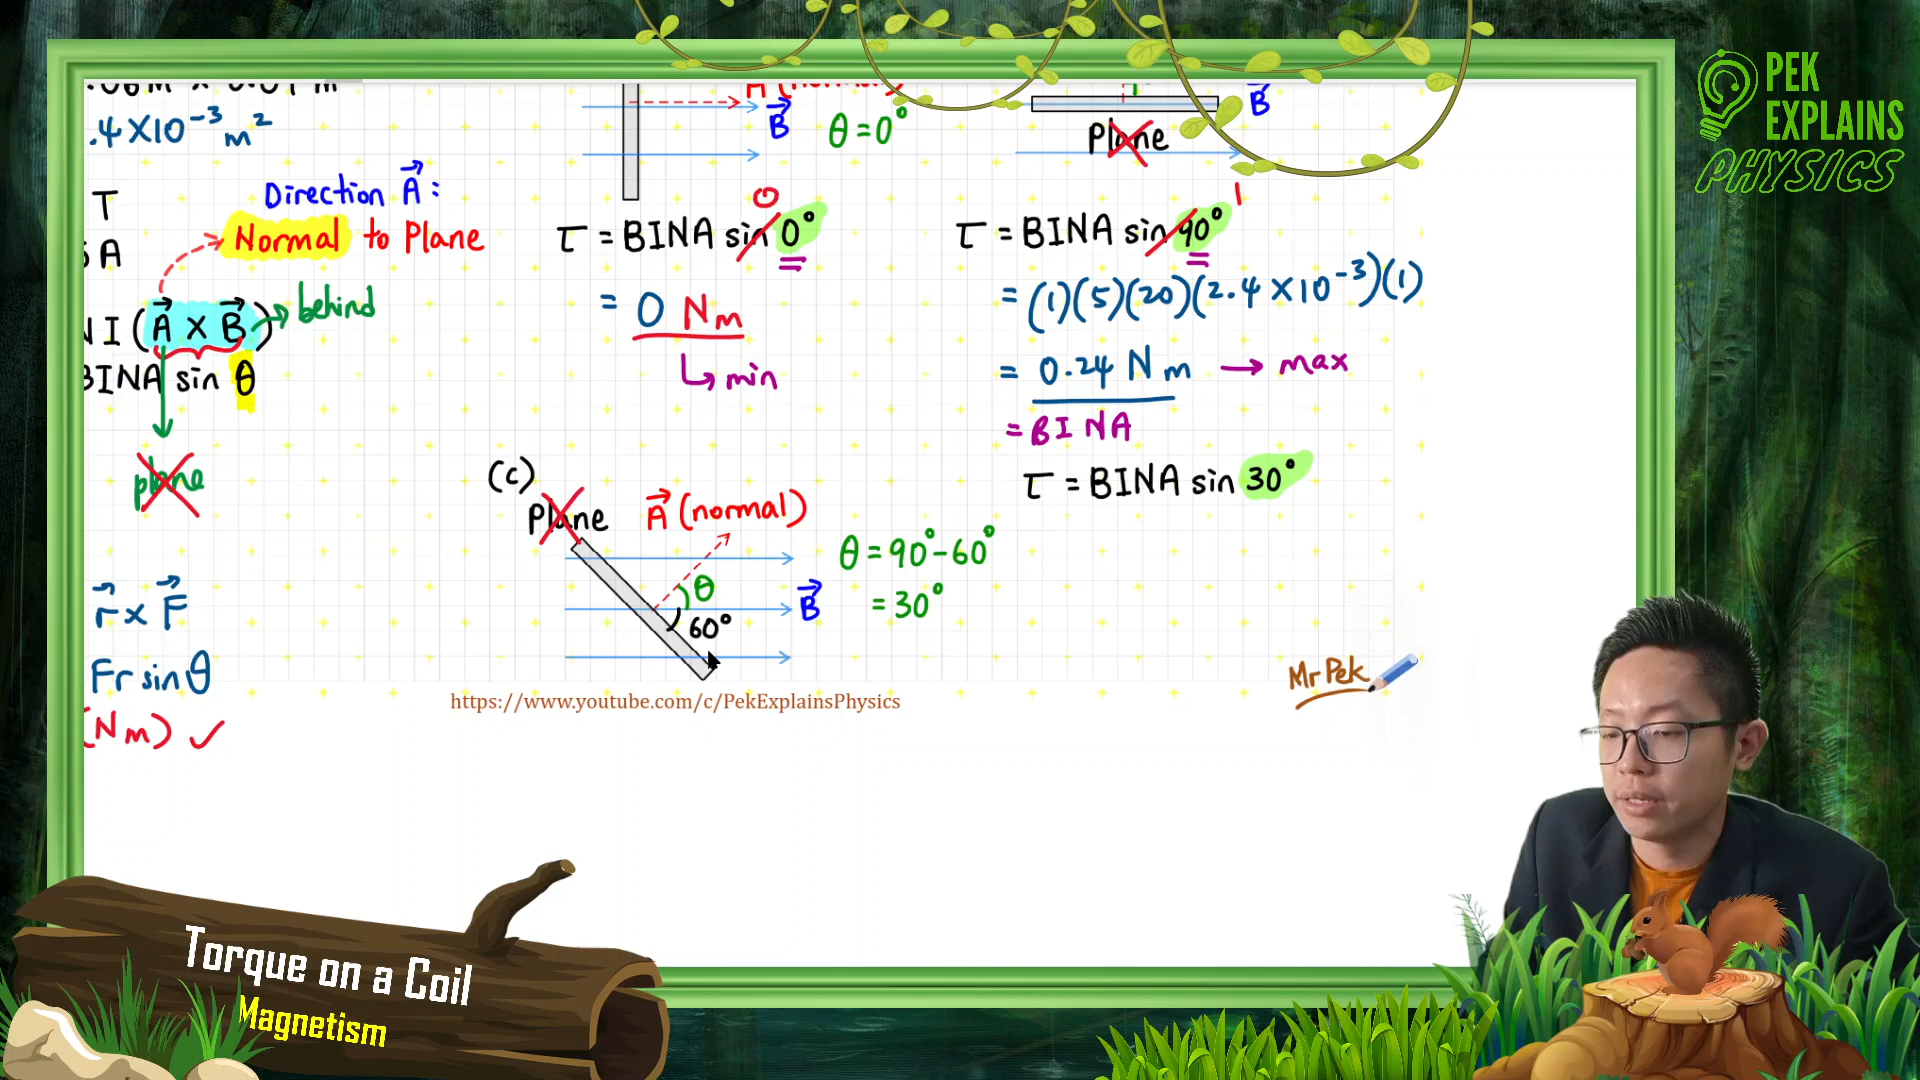 .4 X 10⁻³ m²
T
A
Direction A⃗ :
Normal to Plane
I ( A⃗ X B⃗ ) → behind
BINA sin θ
plane
r⃗ × F⃗
Fr sin θ
(Nm) ✓
A⃗ (normal)
B⃗
θ = 0°
0
τ = BINA sin 0°
= 0 Nm
↳ min
B⃗
Plane
1
τ = BINA sin 90°
= (1)(5)(20)(2.4 X 10⁻³)(1)
= 0.24 Nm → max
= BINA
(c)
Plane
A⃗ (normal)
θ
60°
B⃗
θ = 90° - 60°
= 30°
τ = BINA sin 30°
https://www.youtube.com/c/PekExplainsPhysics
Mr Pek
PEK
EXPLAINS
PHYSICS
Torque on a Coil
Magnetism